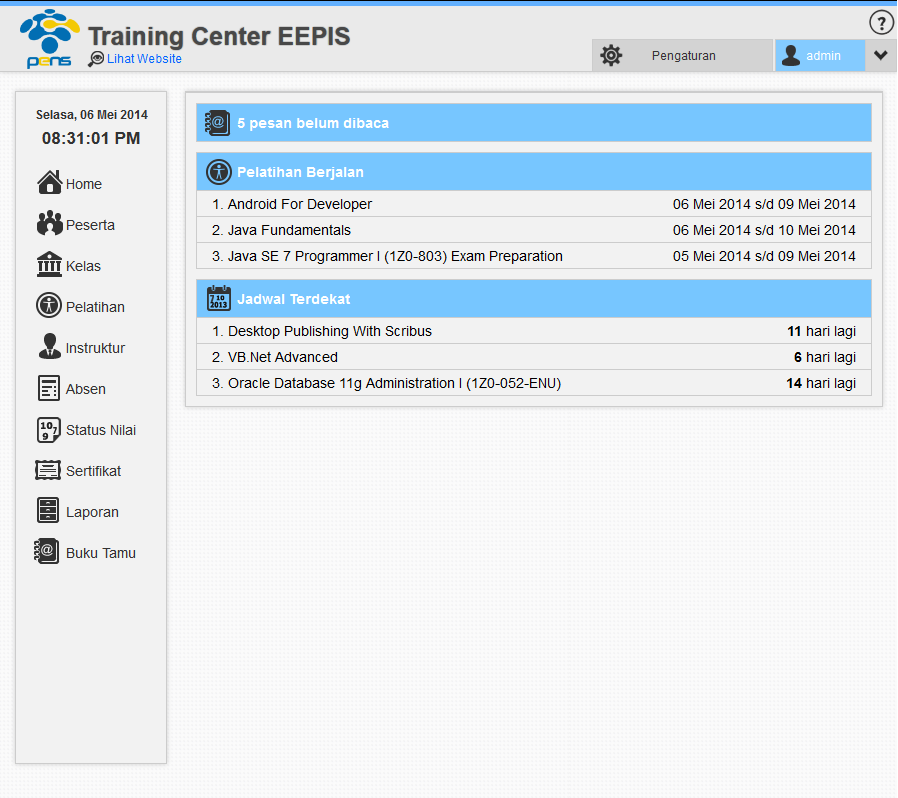 ?
Training Center EEPIS
pens
Lihat Website
Pengaturan
admin
Selasa, 06 Mei 2014
08:31:01 PM
Home
Peserta
Kelas
Pelatihan
Instruktur
Absen
10 7 9
Status Nilai
Sertifikat
Laporan
@
Buku Tamu
@
5 pesan belum dibaca
Pelatihan Berjalan
1. Android For Developer 06 Mei 2014 s/d 09 Mei 2014
2. Java Fundamentals 06 Mei 2014 s/d 10 Mei 2014
3. Java SE 7 Programmer I (1Z0-803) Exam Preparation 05 Mei 2014 s/d 09 Mei 2014
7 10
2013
Jadwal Terdekat
1. Desktop Publishing With Scribus 11 hari lagi
2. VB.Net Advanced 6 hari lagi
3. Oracle Database 11g Administration I (1Z0-052-ENU) 14 hari lagi